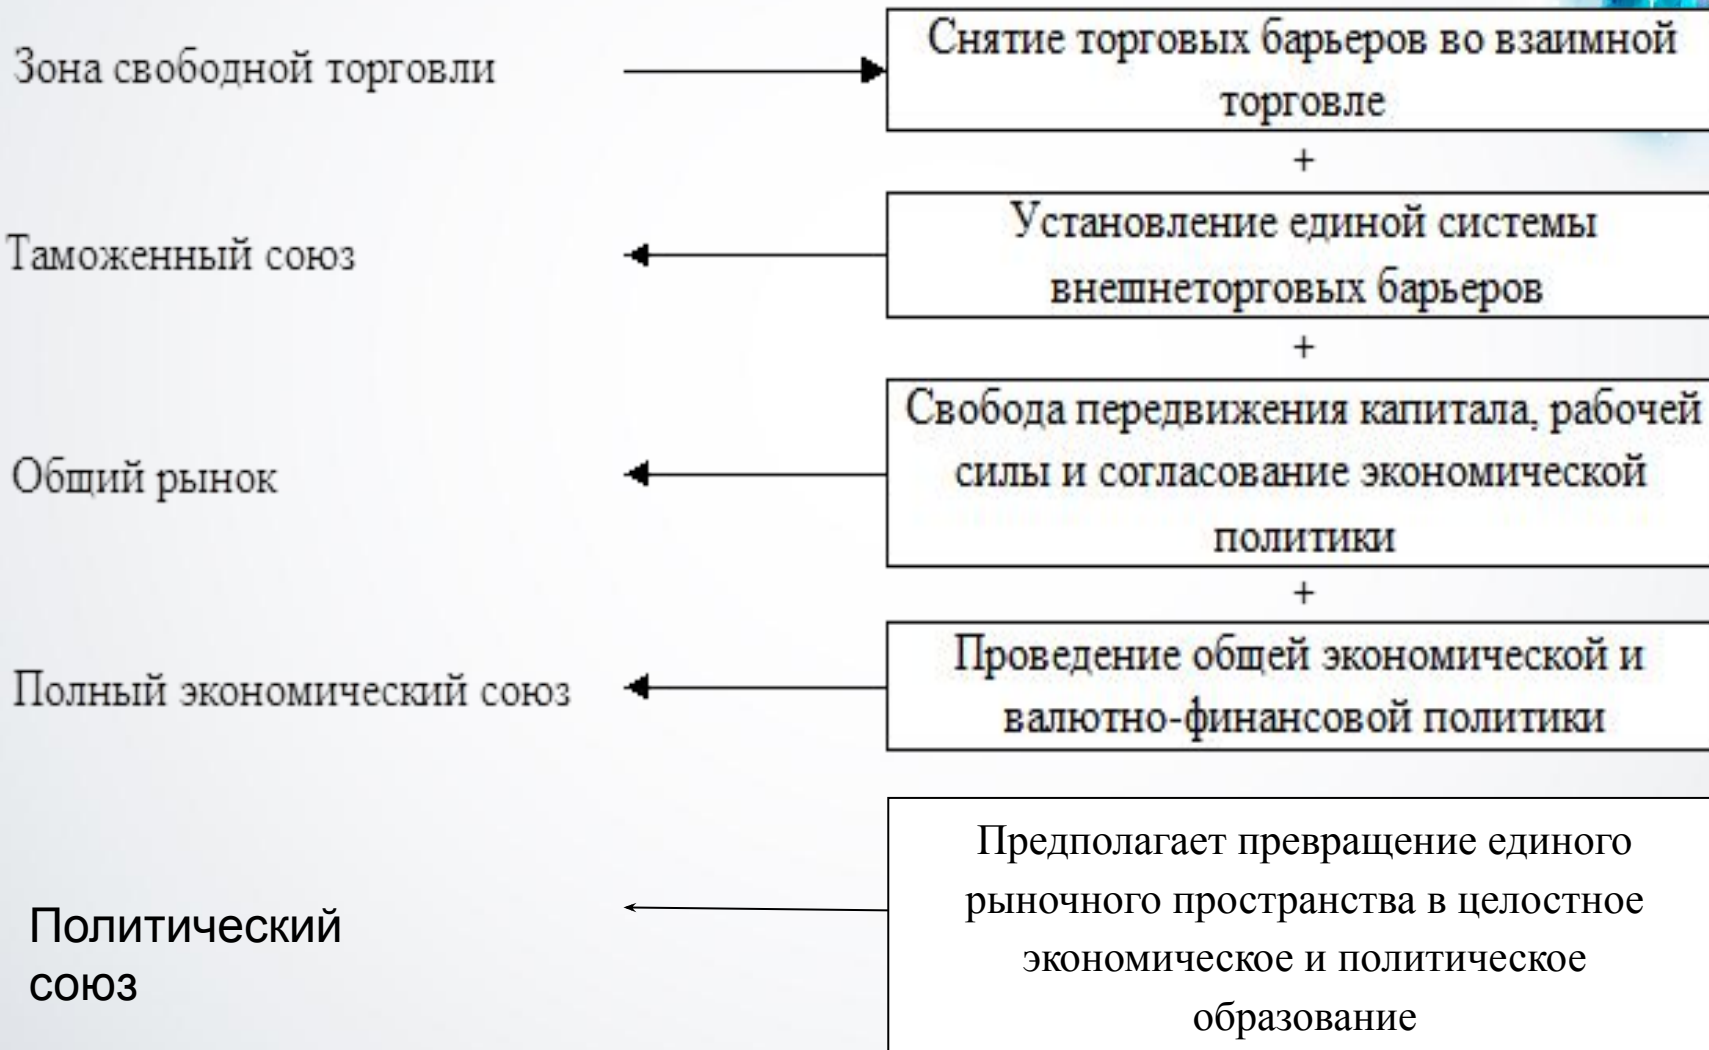 Зона свободной торговли
Снятие торговых барьеров во взаимной
торговле
+
Таможенный союз
Установление единой системы
внешнеторговых барьеров
+
Общий рынок
Свобода передвижения капитала, рабочей
силы и согласование экономической
политики
+
Полный экономический союз
Проведение общей экономической и
валютно-финансовой политики
Политический
союз
Предполагает превращение единого
рыночного пространства в целостное
экономическое и политическое
образование